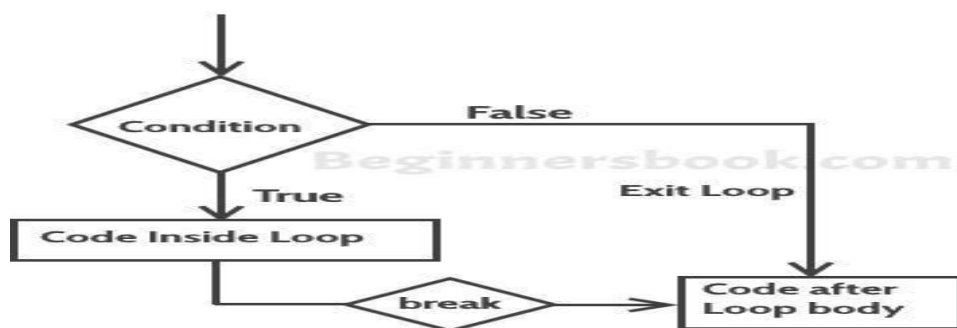 Condition
False
Beginnersbook.com
True
Exit Loop
Code Inside Loop
break
Code after
Loop body